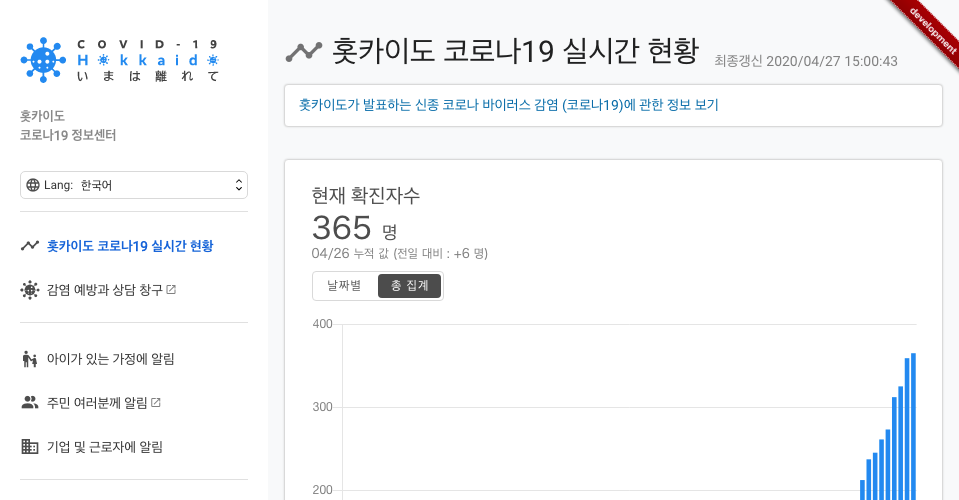 COVID-19
Hokkaido
いまは離れて
홋카이도
코로나19 정보센터
Lang: 한국어
홋카이도 코로나19 실시간 현황
감염 예방과 상담 창구
아이가 있는 가정에 알림
주민 여러분께 알림
기업 및 근로자에 알림
홋카이도 코로나19 실시간 현황
최종갱신 2020/04/27 15:00:43
development
홋카이도가 발표하는 신종 코로나 바이러스 감염 (코로나19)에 관한 정보 보기
현재 확진자수
365 명
04/26 누적 값 (전일 대비 : +6 명)
날짜별 총 집계
400
300
200